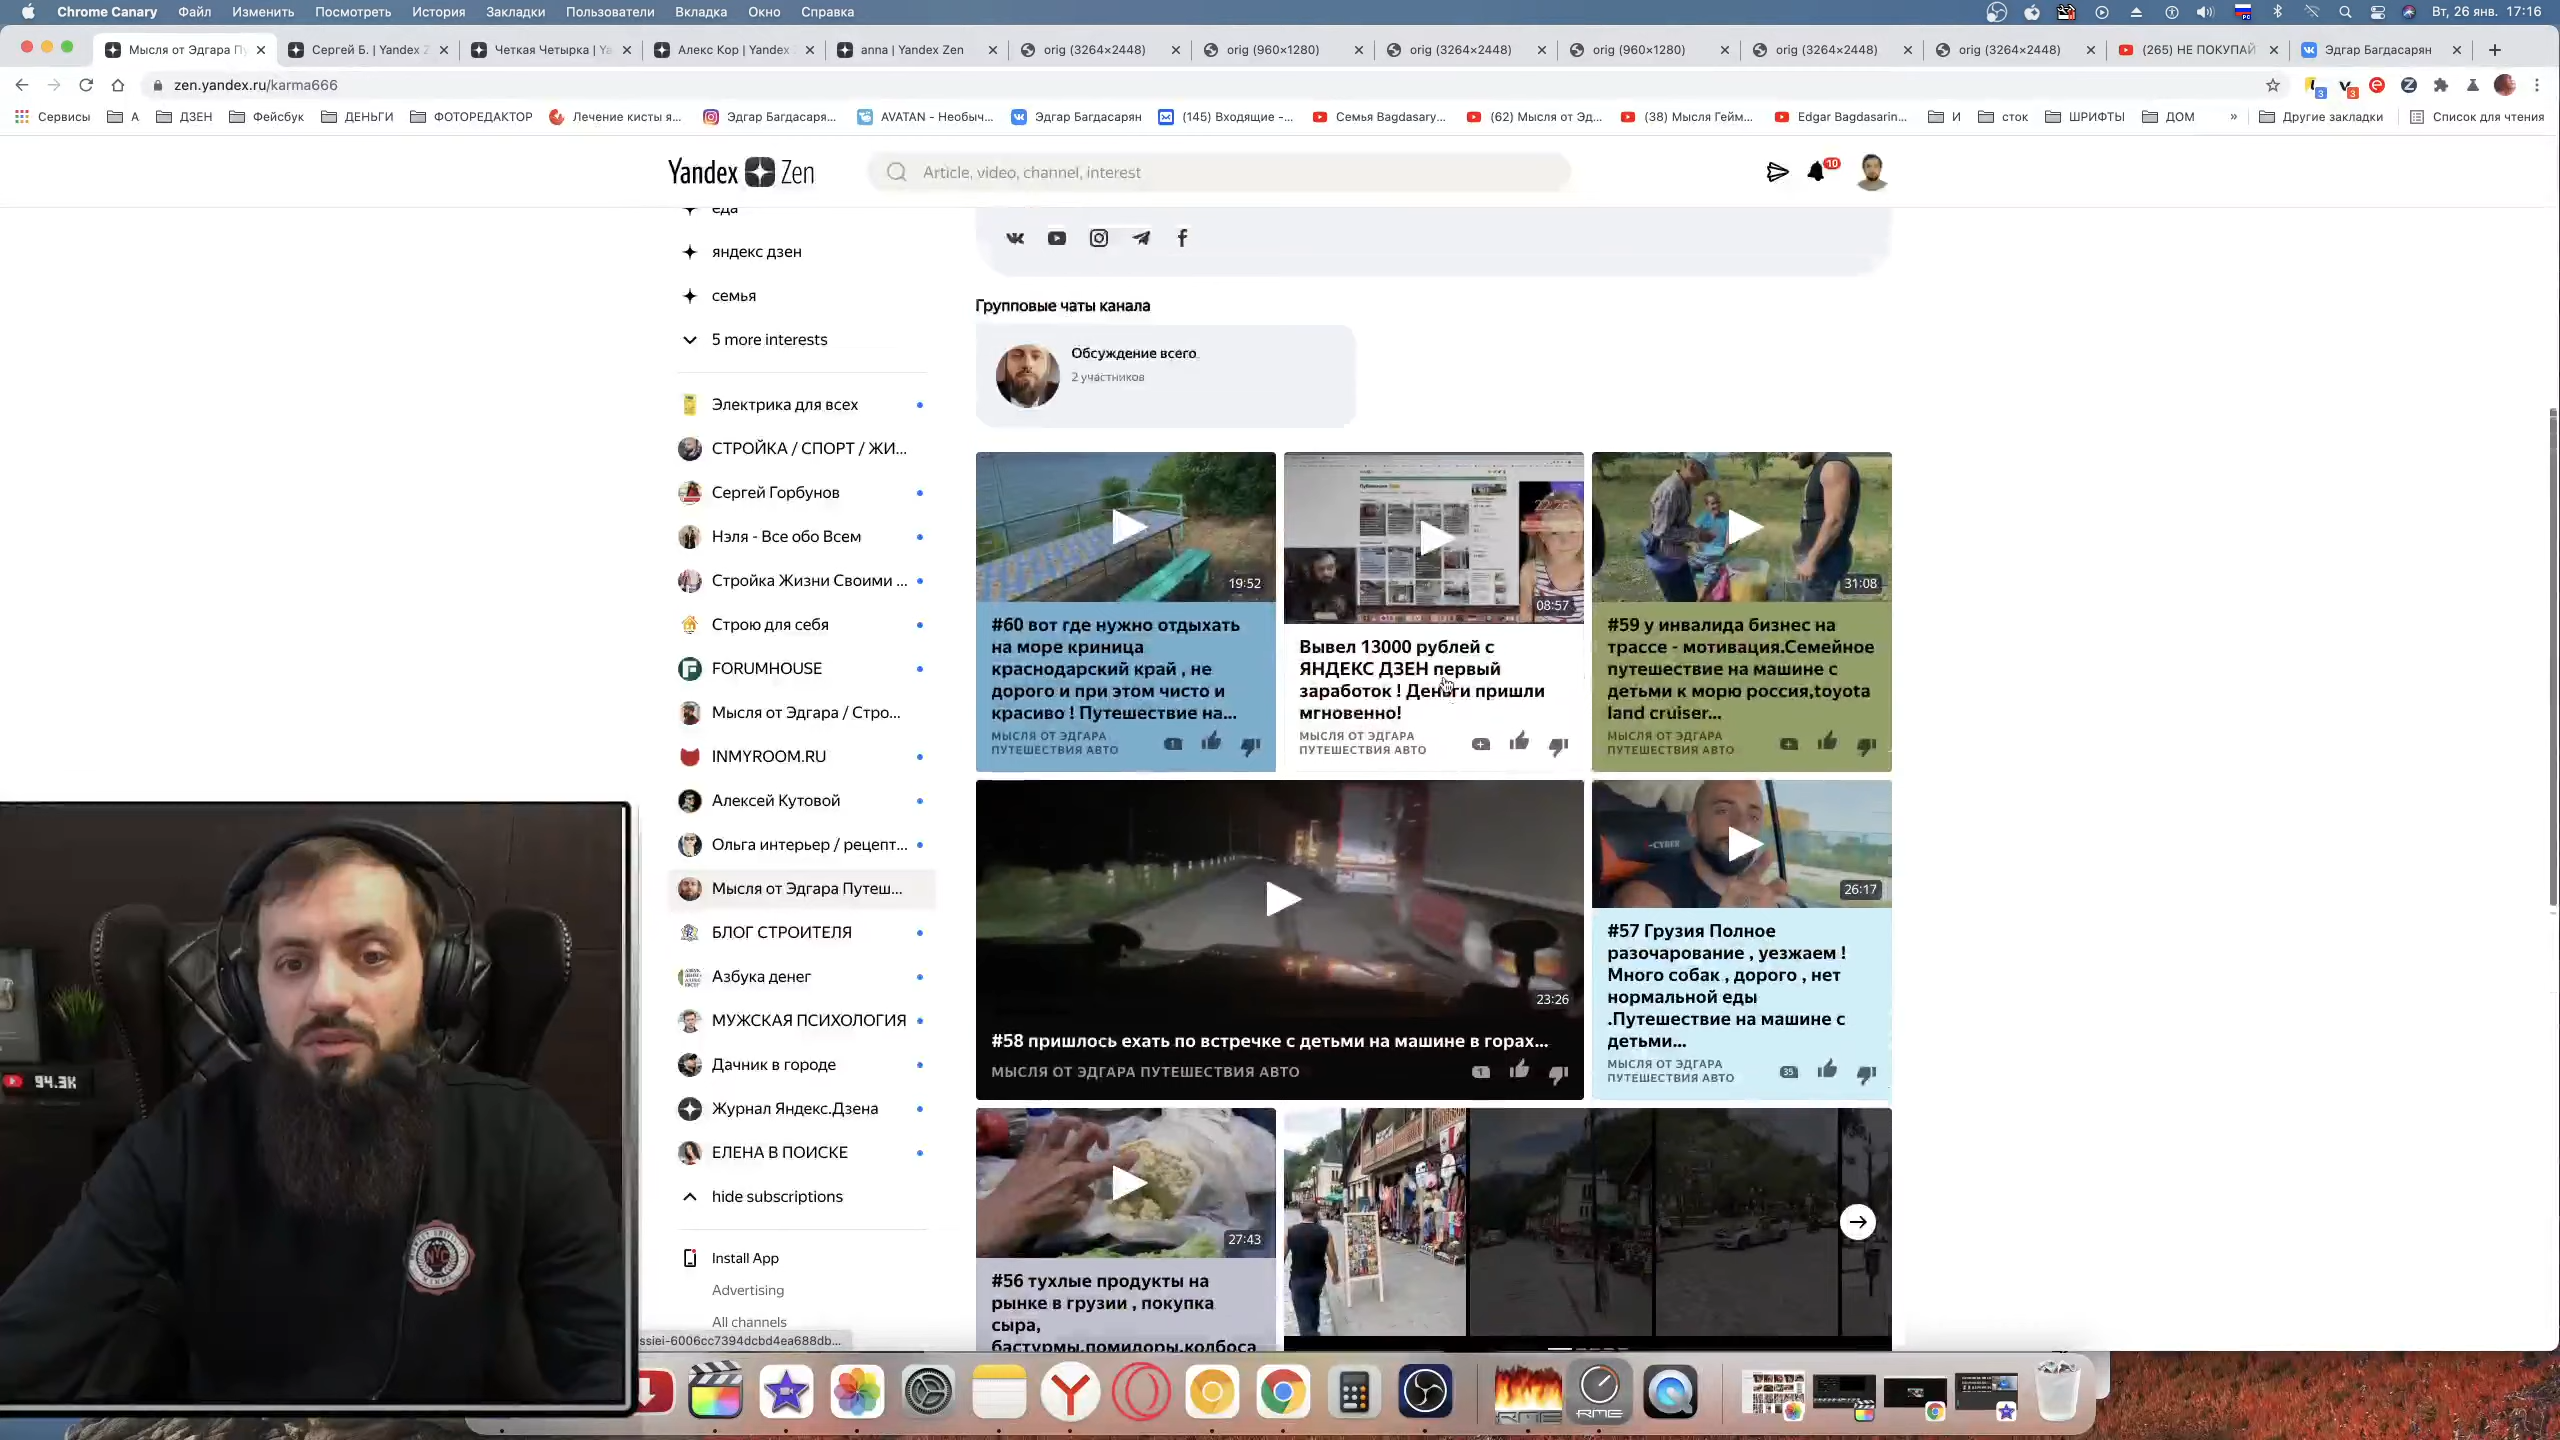 Chrome Canary Файл Изменить Посмотреть История Закладки Пользователи Вкладка Окно Справка Вт, 26 янв. 17:16
Мысля от Эдгара П Сергей Б. | Yandex Z Четкая Четырка | Ya Алекс Кор | Yandex anna | Yandex Zen orig (3264×2448) orig (960×1280) orig (3264×2448) orig (960×1280) orig (3264×2448) orig (3264×2448) (265) НЕ ПОКУПАЙ Эдгар Багдасарян
zen.yandex.ru/karma666
Сервисы А ДЗЕН Фейсбук ДЕНЬГИ ФОТОРЕДАКТОР Лечение кисты я... Эдгар Багдасаря... AVATAN - Необыч... Эдгар Багдасарян (145) Входящие -... Семья Bagdasary... (62) Мысля от Эд... (38) Мысля Гейм... Edgar Bagdasarin... И сток ШРИФТЫ ДОМ » Другие закладки Список для чтения
Yandex Zen
Article, video, channel, interest
10
еда
яндекс дзен
семья
5 more interests
Электрика для всех
СТРОЙКА / СПОРТ / ЖИ...
Сергей Горбунов
Нэля - Все обо Всем
Стройка Жизни Своими ...
Строю для себя
FORUMHOUSE
Мысля от Эдгара / Стро...
INMYROOM.RU
Алексей Кутовой
Ольга интерьер / рецепт...
Мысля от Эдгара Путеш...
БЛОГ СТРОИТЕЛЯ
Азбука денег
МУЖСКАЯ ПСИХОЛОГИЯ
Дачник в городе
Журнал Яндекс.Дзена
ЕЛЕНА В ПОИСКЕ
hide subscriptions
Install App
Advertising
All channels
ssiei-6006cc7394dcbd4ea688db...
Групповые чаты канала
Обсуждение всего
2 участников
19:52
#60 вот где нужно отдыхать
на море криница
краснодарский край , не
дорого и при этом чисто и
красиво ! Путешествие на...
МЫСЛЯ ОТ ЭДГАРА
ПУТЕШЕСТВИЯ АВТО
1
08:57
Вывел 13000 рублей с
ЯНДЕКС ДЗЕН первый
заработок ! Деньги пришли
мгновенно!
МЫСЛЯ ОТ ЭДГАРА
ПУТЕШЕСТВИЯ АВТО
31:08
#59 у инвалида бизнес на
трассе - мотивация.Семейное
путешествие на машине с
детьми к морю россия,toyota
land cruiser...
МЫСЛЯ ОТ ЭДГАРА
ПУТЕШЕСТВИЯ АВТО
23:26
#58 пришлось ехать по встречке с детьми на машине в горах...
МЫСЛЯ ОТ ЭДГАРА ПУТЕШЕСТВИЯ АВТО
1
26:17
#57 Грузия Полное
разочарование , уезжаем !
Много собак , дорого , нет
нормальной еды
.Путешествие на машине с
детьми...
МЫСЛЯ ОТ ЭДГАРА
ПУТЕШЕСТВИЯ АВТО
35
27:43
#56 тухлые продукты на
рынке в грузии , покупка
сыра,
бастурмы,помидоры,колбоса
94.3K
NYC
RME